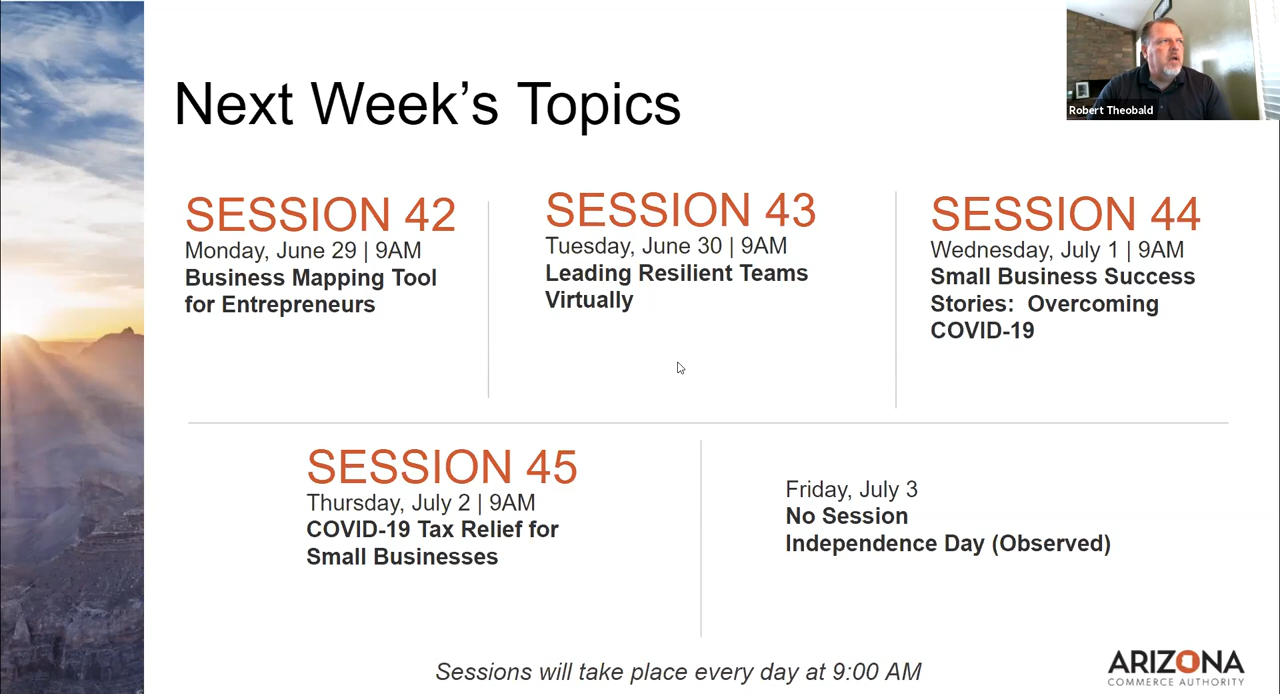 Next Week’s Topics
Robert Theobald
SESSION 42
Monday, June 29 | 9AM
Business Mapping Tool
for Entrepreneurs
SESSION 43
Tuesday, June 30 | 9AM
Leading Resilient Teams
Virtually
SESSION 44
Wednesday, July 1 | 9AM
Small Business Success
Stories:  Overcoming
COVID-19
SESSION 45
Thursday, July 2 | 9AM
COVID-19 Tax Relief for
Small Businesses
Friday, July 3
No Session
Independence Day (Observed)
Sessions will take place every day at 9:00 AM
ARIZONA
COMMERCE AUTHORITY